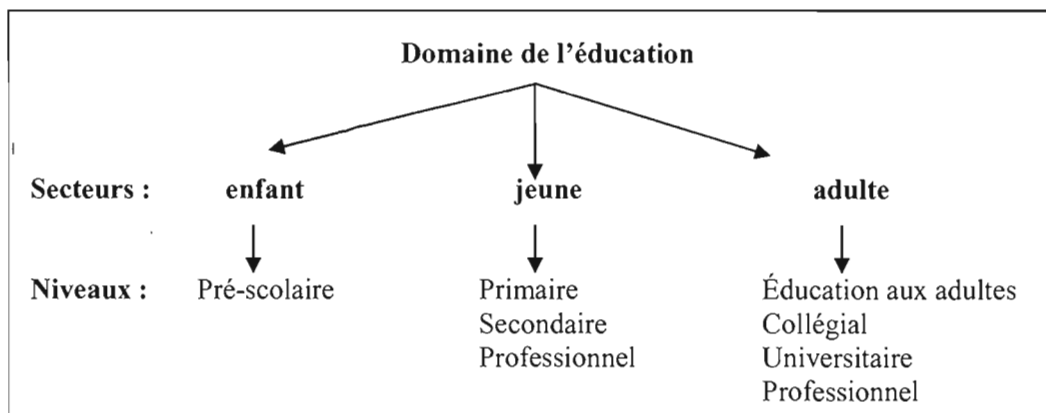 Domaine de l'éducation
Secteurs : enfant jeune adulte
Niveaux : Pré-scolaire Primaire Éducation aux adultes
Secondaire Collégial
Professionnel Universitaire
Professionnel